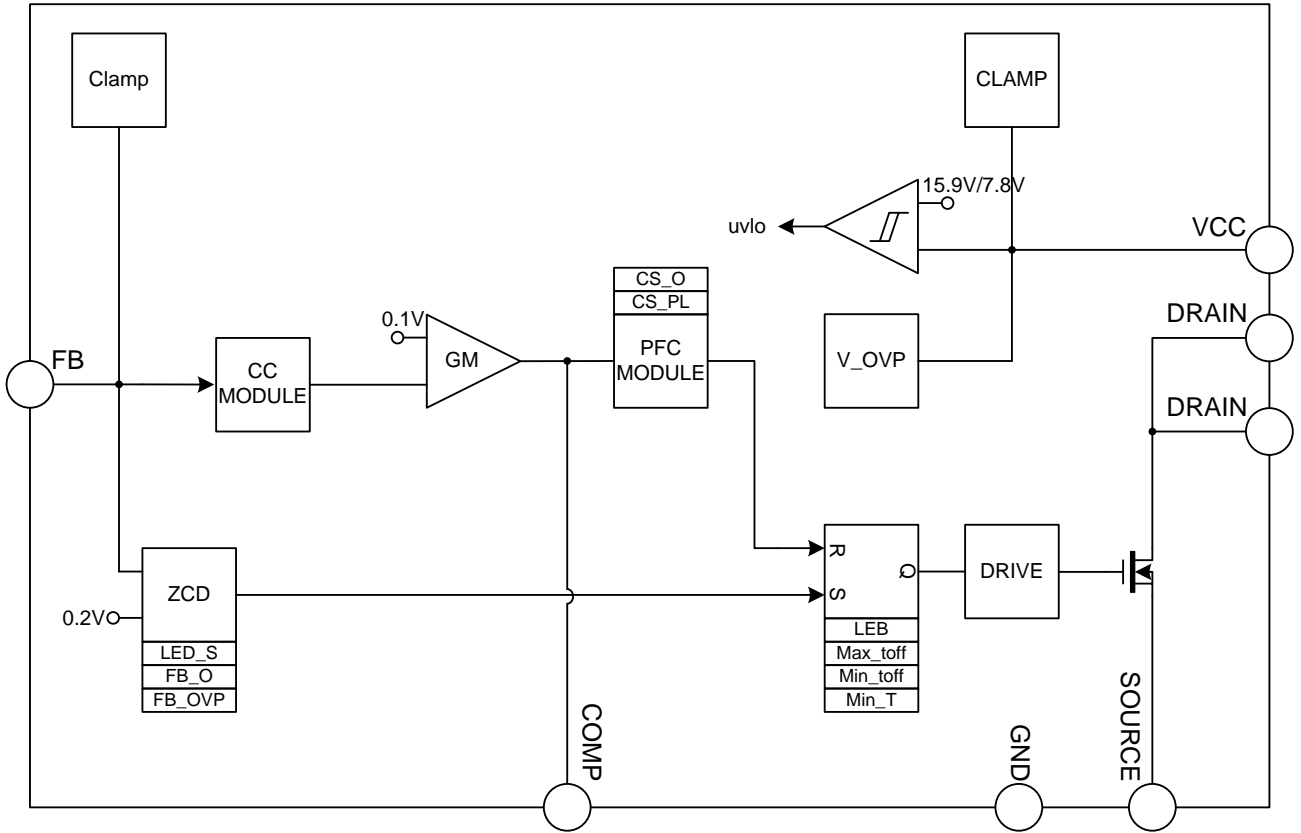 Clamp
CLAMP
15.9V/7.8V
uvlo
VCC
CS_O
CS_PL
PFC
MODULE
DRAIN
0.1V
GM
V_OVP
FB
CC
MODULE
DRAIN
R
S
Q
DRIVE
ZCD
0.2V
LED_S
FB_O
FB_OVP
LEB
Max_toff
Min_toff
Min_T
COMP
GND
SOURCE